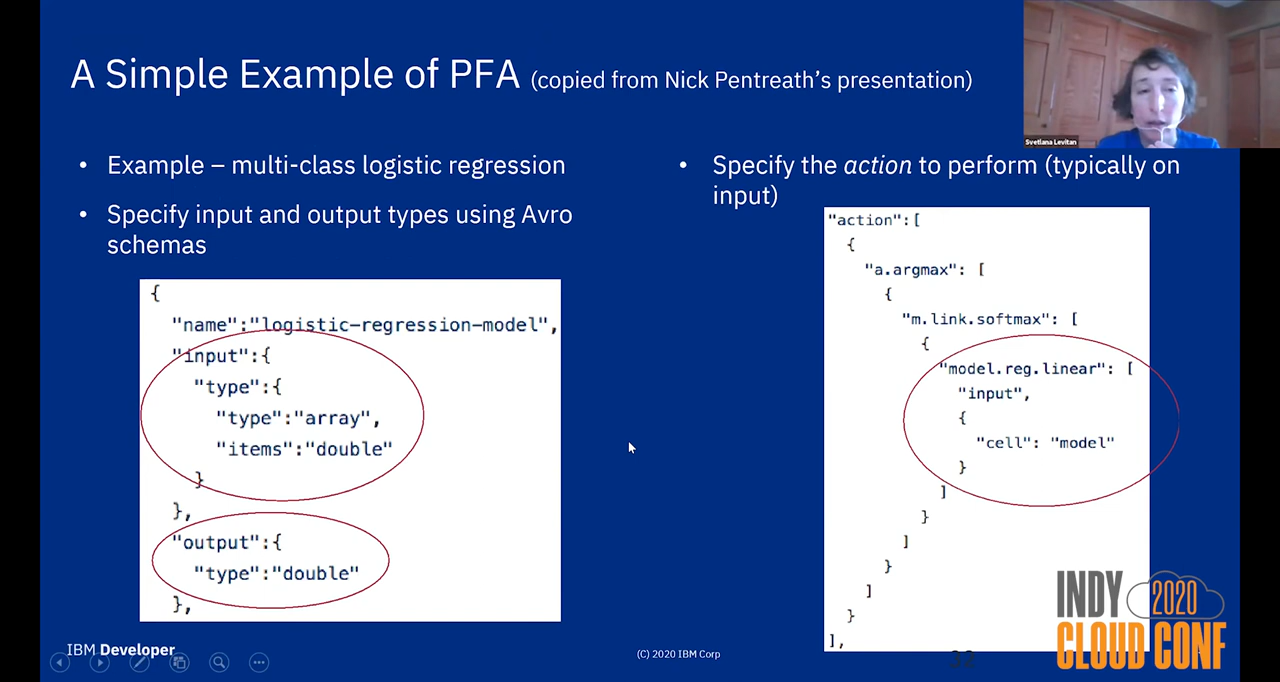 A Simple Example of PFA (copied from Nick Pentreath's presentation)
Svetlana Levitan
• Example – multi-class logistic regression
• Specify input and output types using Avro
schemas
{
"name":"logistic-regression-model",
"input":{
"type":{
"type":"array",
"items":"double"
}
},
"output":{
"type":"double"
},
• Specify the action to perform (typically on
input)
"action":[
{
"a.argmax": [
{
"m.link.softmax": [
{
"model.reg.linear": [
"input",
{
"cell": "model"
}
]
}
]
}
]
}
],
IBM Developer
(C) 2020 IBM Corp
22
INDY 2020
CLOUD CONF